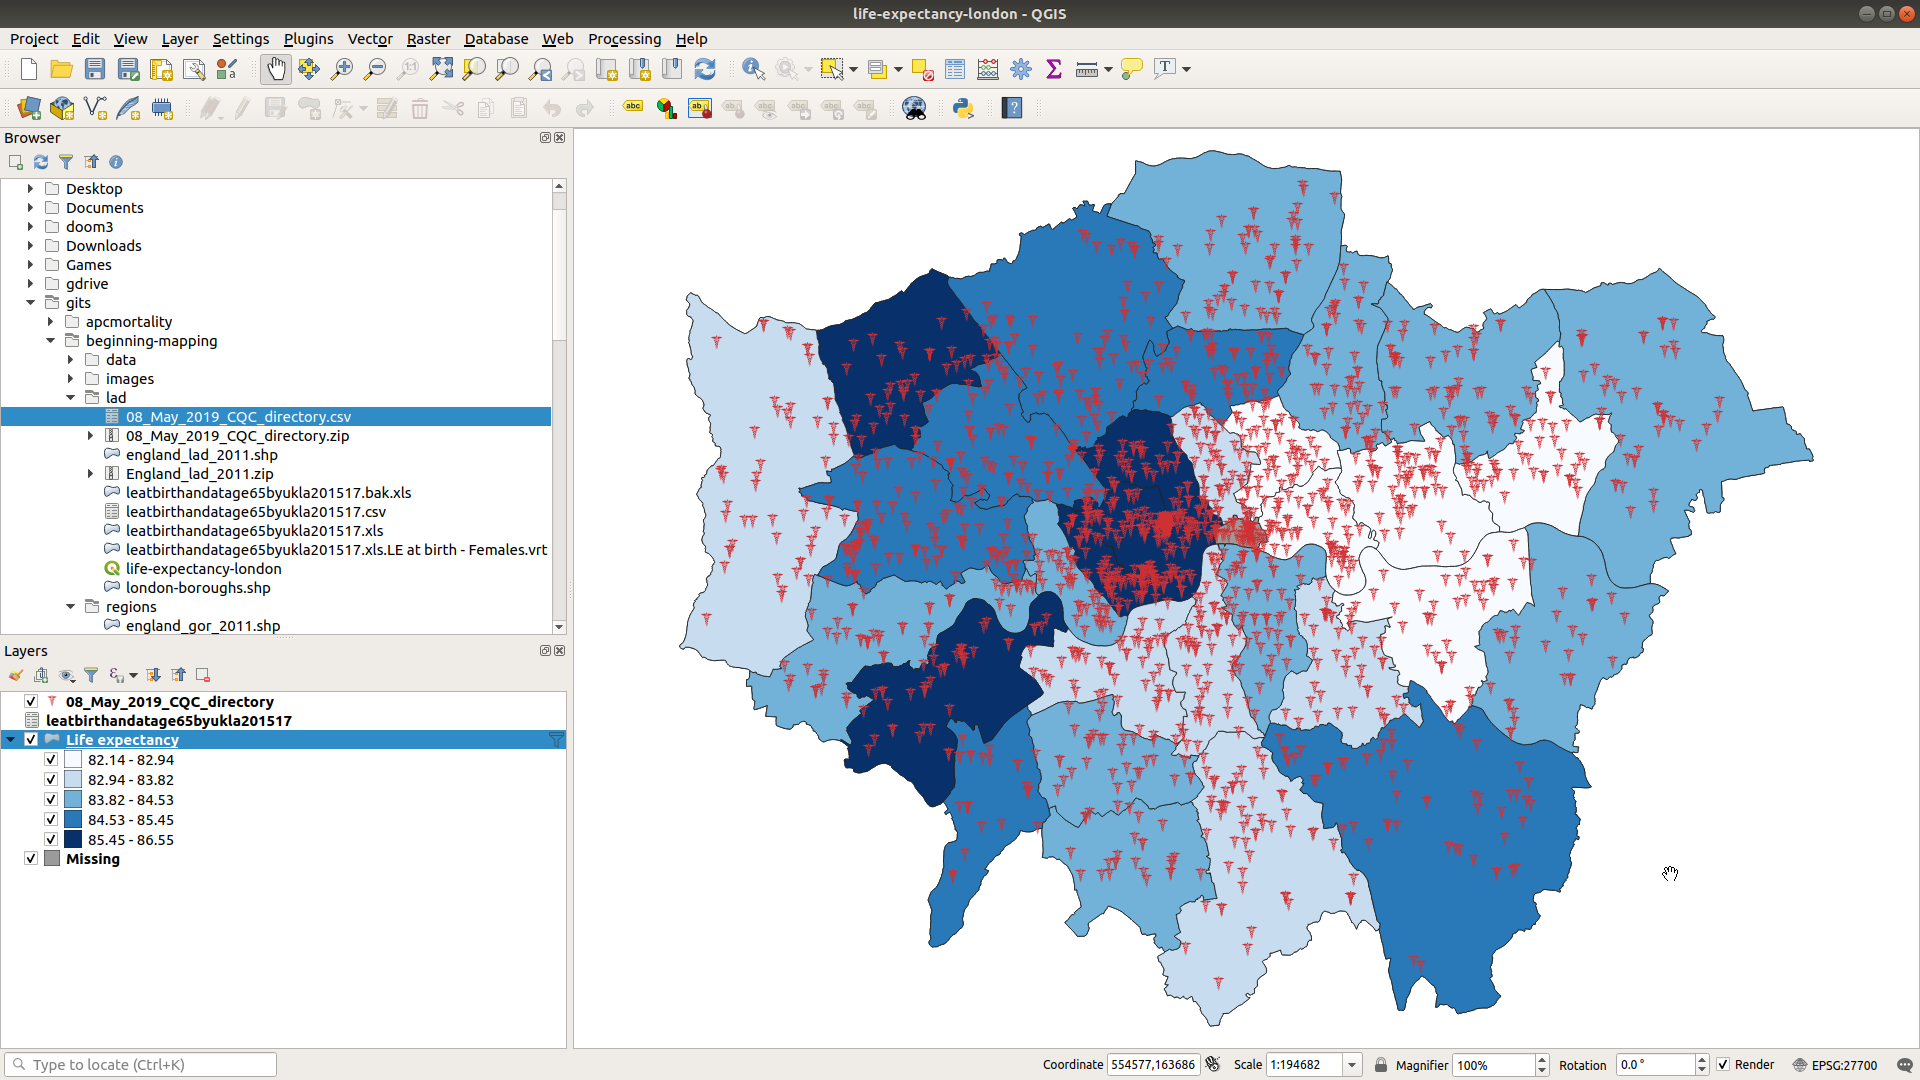 life-expectancy-london - QGIS
Project Edit View Layer Settings Plugins Vector Raster Database Web Processing Help
Browser
Desktop
Documents
doom3
Downloads
Games
gdrive
gits
apcmortality
beginning-mapping
data
images
lad
08_May_2019_CQC_directory.csv
08_May_2019_CQC_directory.zip
england_lad_2011.shp
England_lad_2011.zip
leatbirthandatage65byukla201517.bak.xls
leatbirthandatage65byukla201517.csv
leatbirthandatage65byukla201517.xls
leatbirthandatage65byukla201517.xls.LE at birth - Females.vrt
life-expectancy-london
london-boroughs.shp
regions
england_gor_2011.shp
Layers
08_May_2019_CQC_directory
leatbirthandatage65byukla201517
Life expectancy
82.14 - 82.94
82.94 - 83.82
83.82 - 84.53
84.53 - 85.45
85.45 - 86.55
Missing
Type to locate (Ctrl+K)
Coordinate 554577,163686 Scale 1:194682 Magnifier 100% Rotation 0.0 ° Render EPSG:27700